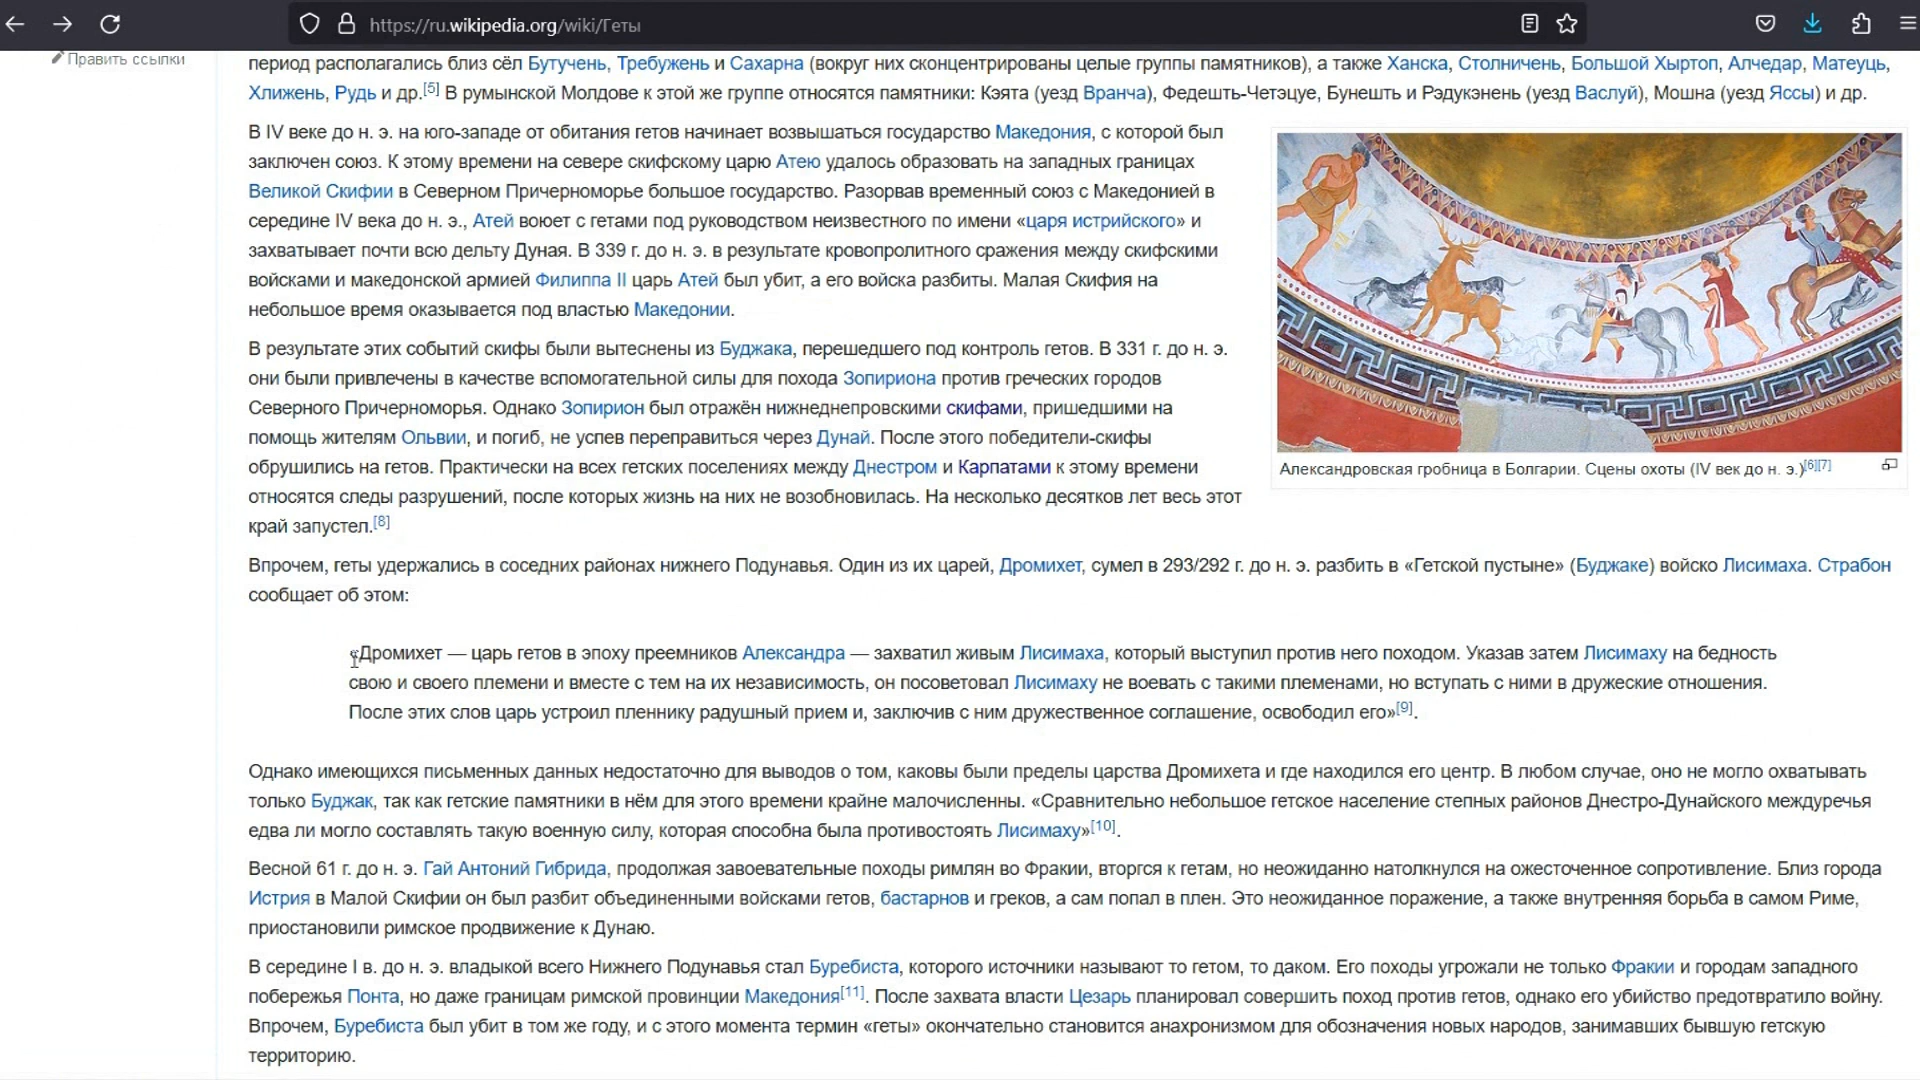 https://ru.wikipedia.org/wiki/Геты
Править ссылки
период располагались близ сёл Бутучень, Требужень и Сахарна (вокруг них сконцентрированы целые группы памятников), а также Ханска, Столничень, Большой Хыртоп, Алчедар, Матеуць,
Хлижень, Рудь и др.[5] В румынской Молдове к этой же группе относятся памятники: Кэята (уезд Вранча), Федешть-Четэцуе, Бунешть и Рэдукэнень (уезд Васлуй), Мошна (уезд Яссы) и др.
В IV веке до н. э. на юго-западе от обитания гетов начинает возвышаться государство Македония, с которой был
заключен союз. К этому времени на севере скифскому царю Атею удалось образовать на западных границах
Великой Скифии в Северном Причерноморье большое государство. Разорвав временный союз с Македонией в
середине IV века до н. э., Атей воюет с гетами под руководством неизвестного по имени «царя истрийского» и
захватывает почти всю дельту Дуная. В 339 г. до н. э. в результате кровопролитного сражения между скифскими
войсками и македонской армией Филиппа II царь Атей был убит, а его войска разбиты. Малая Скифия на
небольшое время оказывается под властью Македонии.
В результате этих событий скифы были вытеснены из Буджака, перешедшего под контроль гетов. В 331 г. до н. э.
они были привлечены в качестве вспомогательной силы для похода Зопириона против греческих городов
Северного Причерноморья. Однако Зопирион был отражён нижнеднепровскими скифами, пришедшими на
помощь жителям Ольвии, и погиб, не успев переправиться через Дунай. После этого победители-скифы
обрушились на гетов. Практически на всех гетских поселениях между Днестром и Карпатами к этому времени
относятся следы разрушений, после которых жизнь на них не возобновилась. На несколько десятков лет весь этот
край запустел.[8]
Александровская гробница в Болгарии. Сцены охоты (IV век до н. э.)[6][7]
Впрочем, геты удержались в соседних районах нижнего Подунавья. Один из их царей, Дромихет, сумел в 293/292 г. до н. э. разбить в «Гетской пустыне» (Буджаке) войско Лисимаха. Страбон
сообщает об этом:
«Дромихет — царь гетов в эпоху преемников Александра — захватил живым Лисимаха, который выступил против него походом. Указав затем Лисимаху на бедность
свою и своего племени и вместе с тем на их независимость, он посоветовал Лисимаху не воевать с такими племенами, но вступать с ними в дружеские отношения.
После этих слов царь устроил пленнику радушный прием и, заключив с ним дружественное соглашение, освободил его»[9].
Однако имеющихся письменных данных недостаточно для выводов о том, каковы были пределы царства Дромихета и где находился его центр. В любом случае, оно не могло охватывать
только Буджак, так как гетские памятники в нём для этого времени крайне малочисленны. «Сравнительно небольшое гетское население степных районов Днестро-Дунайского междуречья
едва ли могло составлять такую военную силу, которая способна была противостоять Лисимаху»[10].
Весной 61 г. до н. э. Гай Антоний Гибрида, продолжая завоевательные походы римлян во Фракии, вторгся к гетам, но неожиданно натолкнулся на ожесточенное сопротивление. Близ города
Истрия в Малой Скифии он был разбит объединенными войсками гетов, бастарнов и греков, а сам попал в плен. Это неожиданное поражение, а также внутренняя борьба в самом Риме,
приостановили римское продвижение к Дунаю.
В середине I в. до н. э. владыкой всего Нижнего Подунавья стал Буребиста, которого источники называют то гетом, то даком. Его походы угрожали не только Фракии и городам западного
побережья Понта, но даже границам римской провинции Македония[11]. После захвата власти Цезарь планировал совершить поход против гетов, однако его убийство предотвратило войну.
Впрочем, Буребиста был убит в том же году, и с этого момента термин «геты» окончательно становится анахронизмом для обозначения новых народов, занимавших бывшую гетскую
территорию.